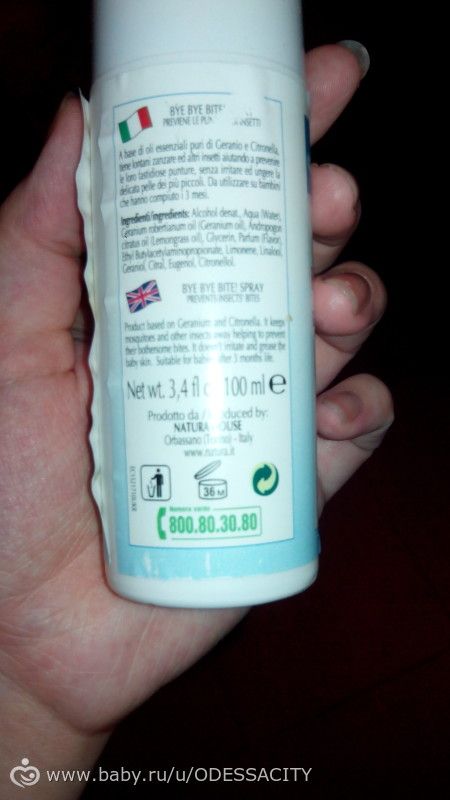 BYE BYE BITE!
PREVIENE LE INSETTI
A base di oli essenziali puri di Geranio e Citronella,
tiene lontani zanzare ed altri insetti aiutando a prevenire
le loro fastidiose punture, senza irritare ed ungere la
delicata pelle dei più piccoli. Da utilizzare su bambini
che hanno compiuto i 3 mesi.
Ingredienti/ingredients: Alcohol denat., Aqua (Water),
Geranium robertianum oil (Geranium oil), Andropogon
citratus oil (Lemongrass oil), Glycerin, Parfum (Flavor),
Ethyl Butylacetylaminopropionate, Limonene, Linalool,
Geraniol, Citral, Eugenol, Citronellol.
BYE BYE BITE! SPRAY
PREVENTS INSECTS' BITES
Product based on Geranium and Citronella. It keeps
mosquitoes and other insects away helping to prevent
their bothersome bites. It doesn't irritate and grease the
baby skin. Suitable for babies after 3 months life.
Net wt. 3,4 fl 100 ml e
Prodotto da / Produced by:
NATURA HOUSE
Orbassano (Torino) - Italy
www.natura.it
36 M
Numero verde
800.80.30.80
www.baby.ru/u/ODESSACITY